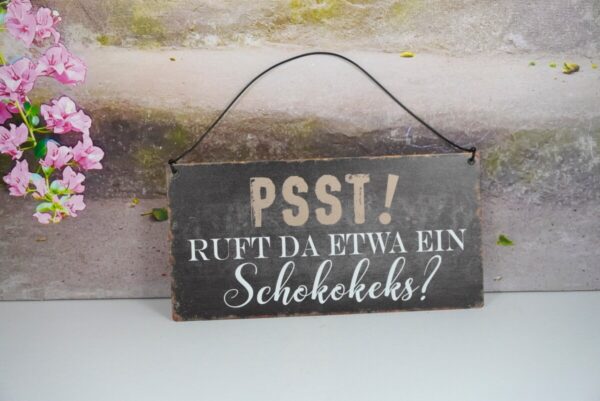 PSST!
RUFT DA ETWA EIN
Schokokeks?